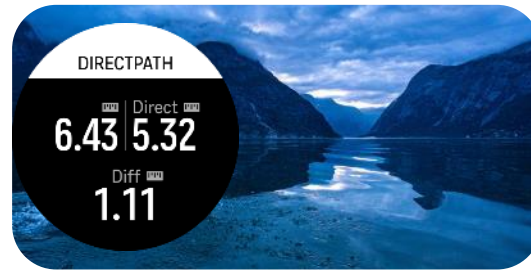 DIRECTPATH
Direct
6.43 5.32
Diff
1.11